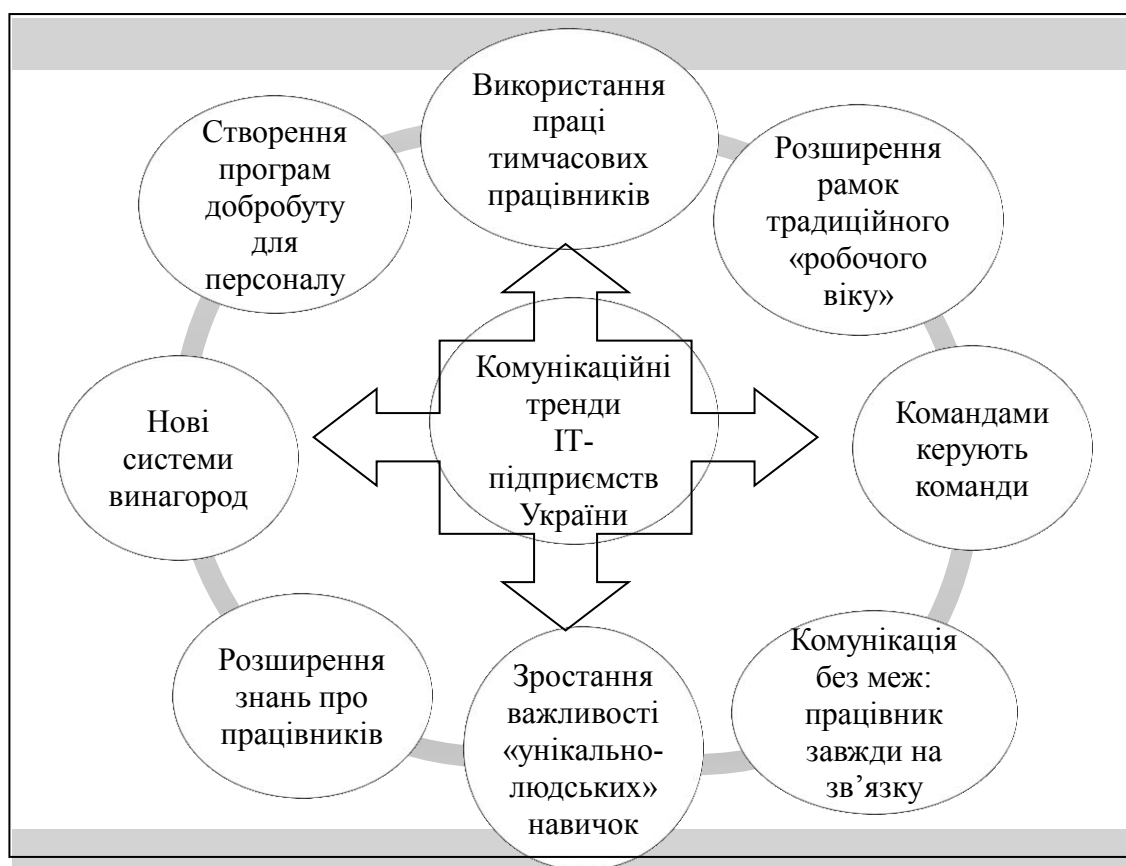 Використання
праці
тимчасових
працівників
Розширення
рамок
традиційного
«робочого
віку»
Командами
керують
команди
Комунікація
без меж:
працівник
завжди на
зв’язку
Зростання
важливості
«унікально-
людських»
навичок
Розширення
знань про
працівників
Нові
системи
винагород
Створення
програм
добробуту
для
персоналу
Комунікаційні
тренди
ІТ-
підприємств
України